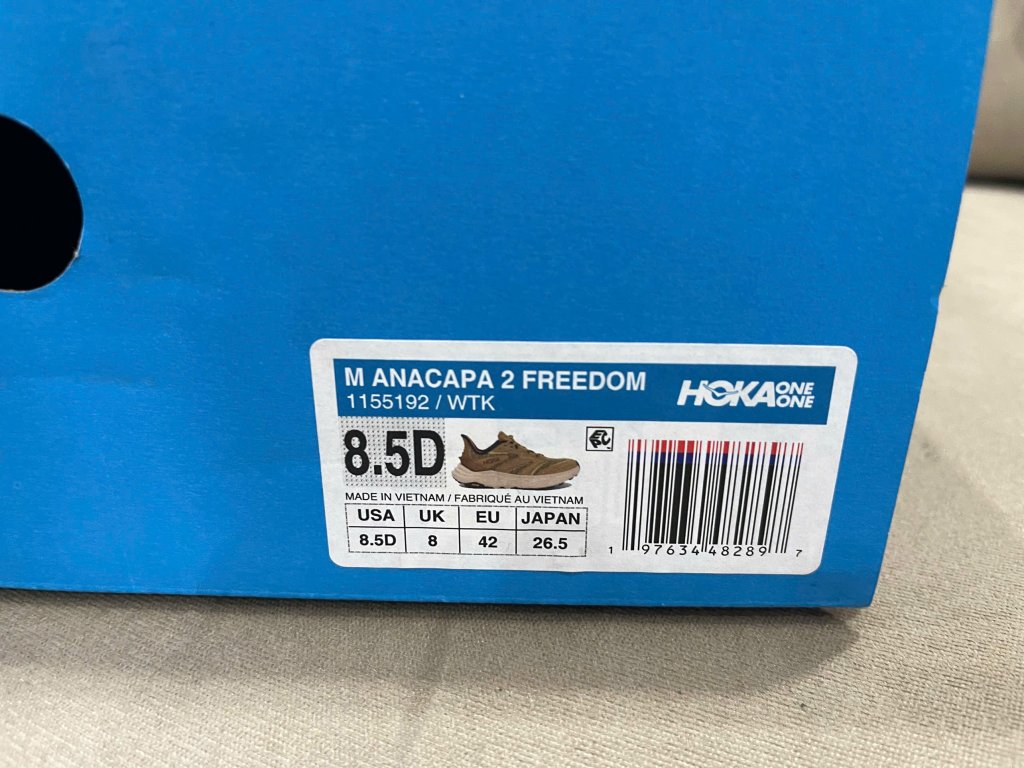 M ANACAPA 2 FREEDOM
1155192 / WTK
HOKA ONE ONE
8.5D
MADE IN VIETNAM / FABRIQUÉ AU VIETNAM
USA UK EU JAPAN
8.5D 8 42 26.5
1 97634 48289 7